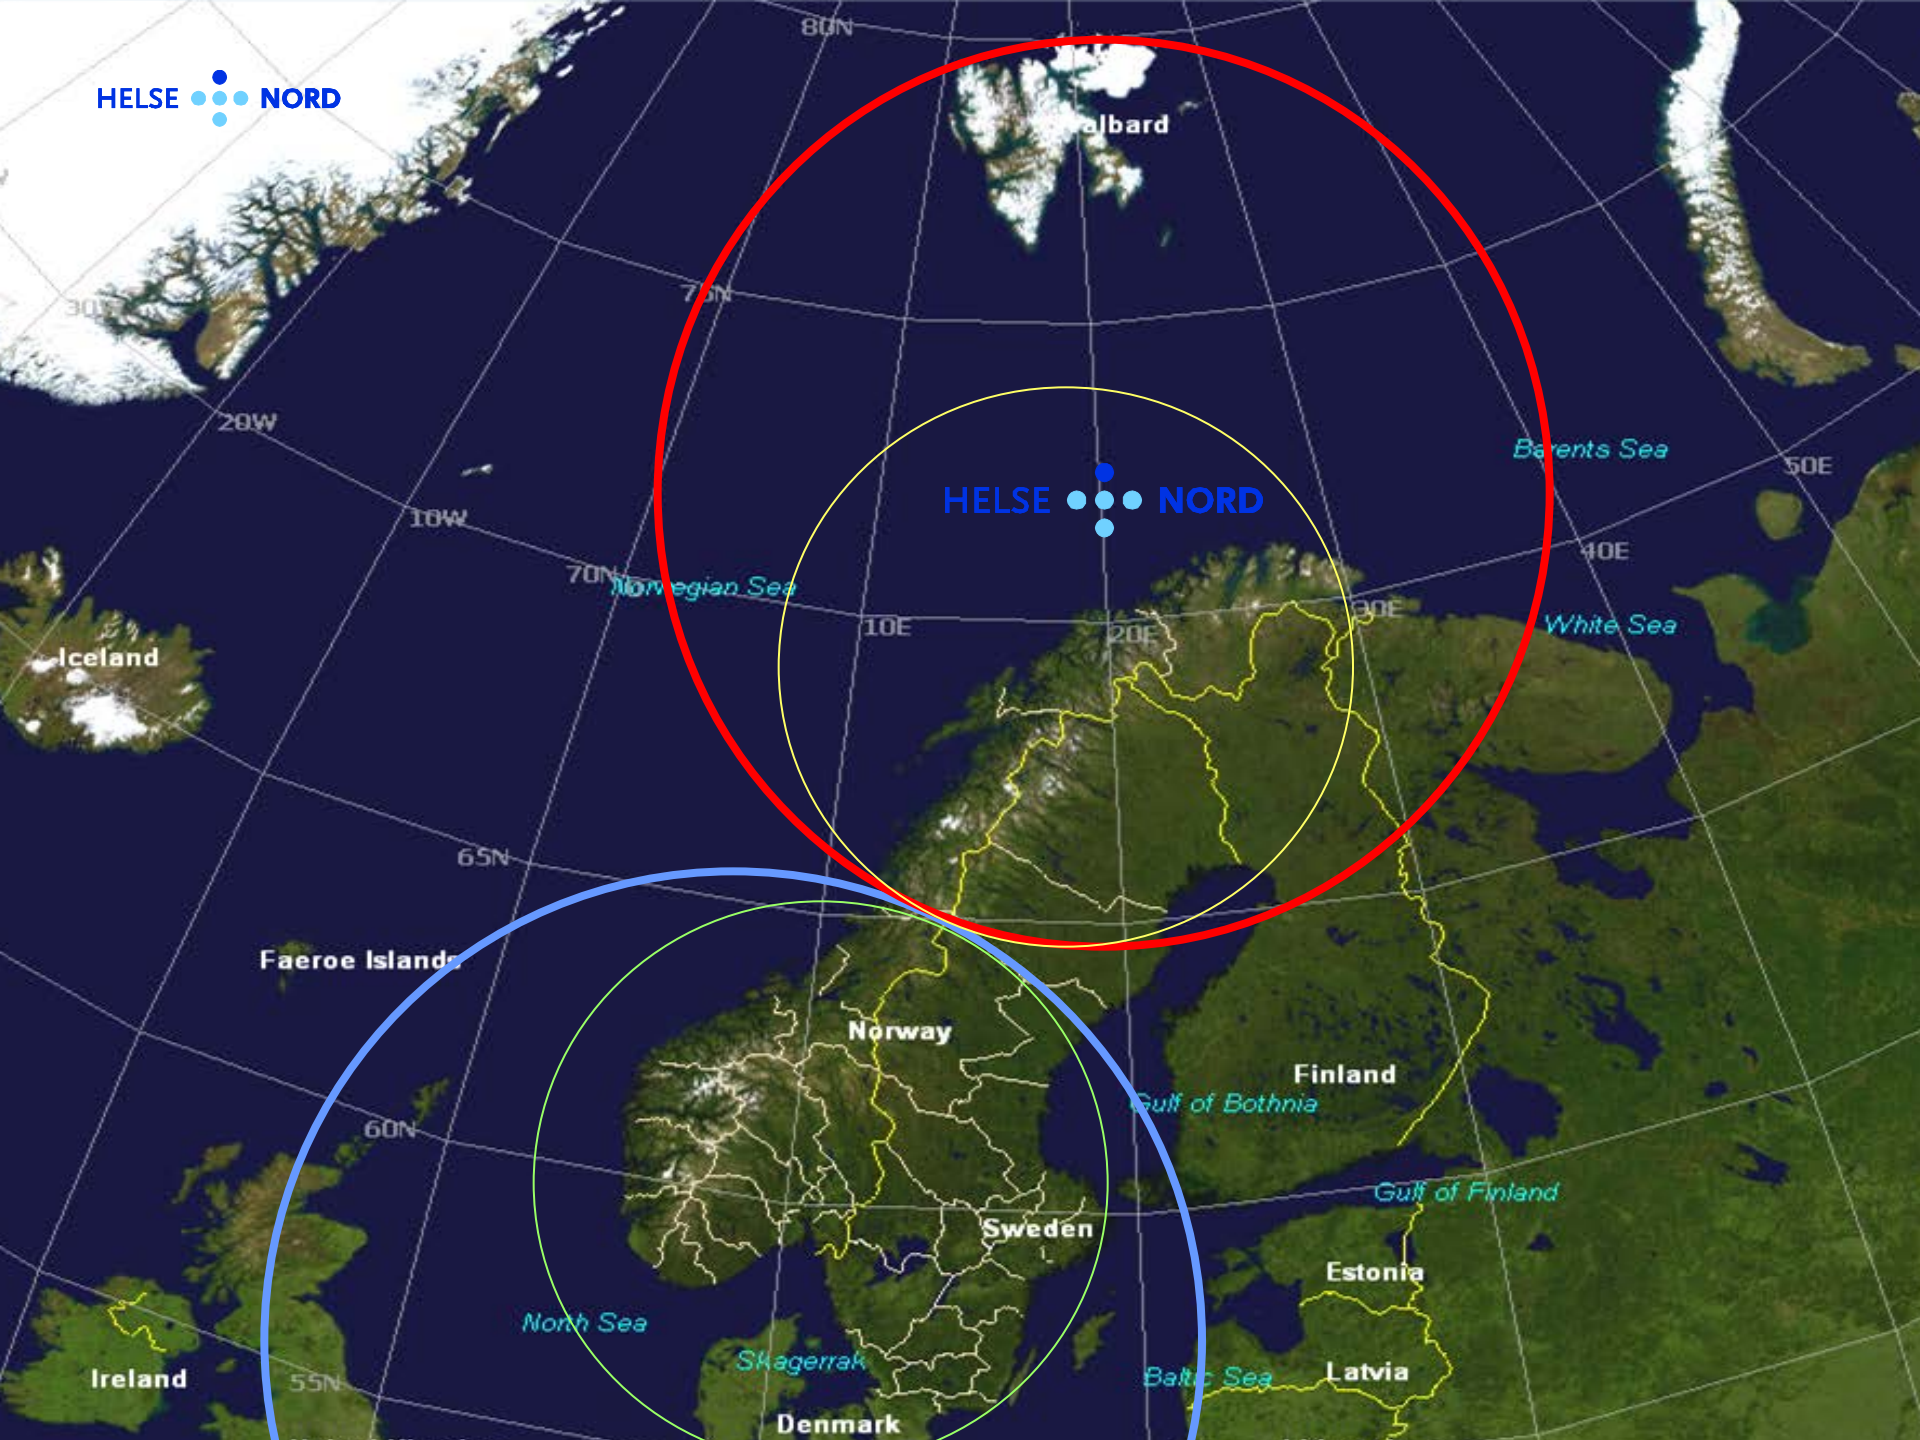 80N
HELSE NORD
Svalbard
75N
30W
20W
Barents Sea
50E
HELSE NORD
10W
40E
70N
Norwegian Sea
30E
10E
20E
White Sea
Iceland
65N
Faeroe Islands
Norway
Finland
Gulf of Bothnia
60N
Gulf of Finland
Sweden
Estonia
North Sea
Skagerrak
Latvia
Baltic Sea
Ireland
55N
Denmark